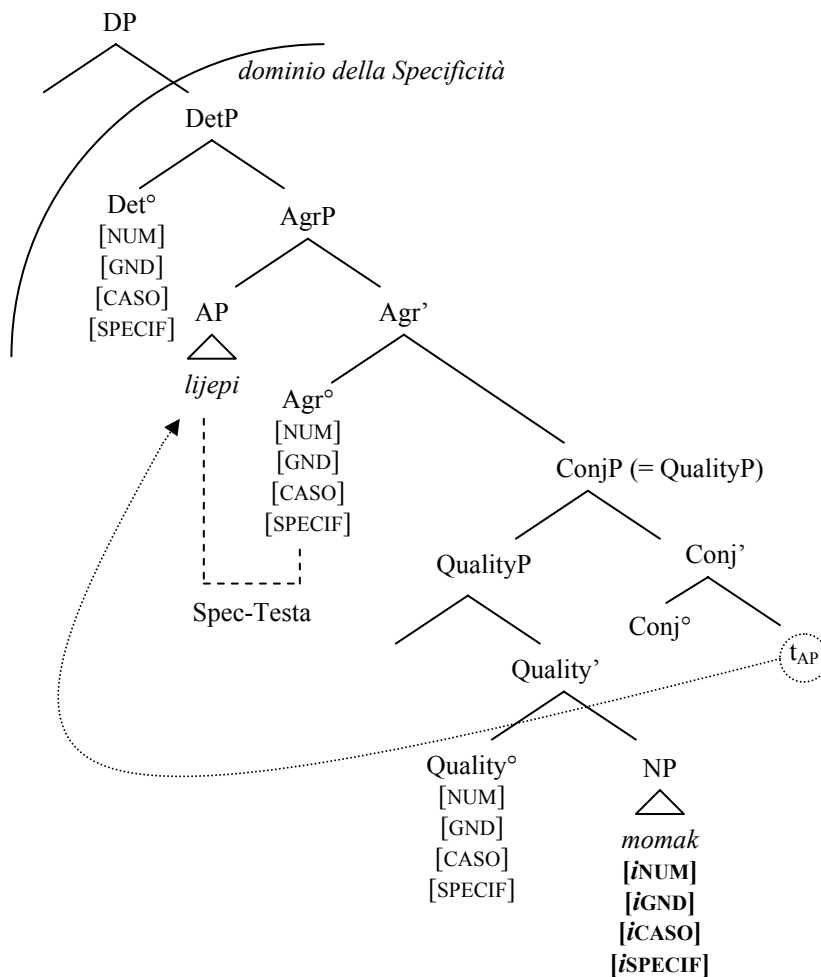 DP
dominio della Specificità
DetP
Det°
[NUM]
[GND]
[CASO]
[SPECIF]
AgrP
AP
lijepi
Agr'
Agr°
[NUM]
[GND]
[CASO]
[SPECIF]
Spec-Testa
ConjP (= QualityP)
QualityP
Conj'
Conj°
tAP
Quality'
Quality°
[NUM]
[GND]
[CASO]
[SPECIF]
NP
momak
[iNUM]
[iGND]
[iCASO]
[iSPECIF]